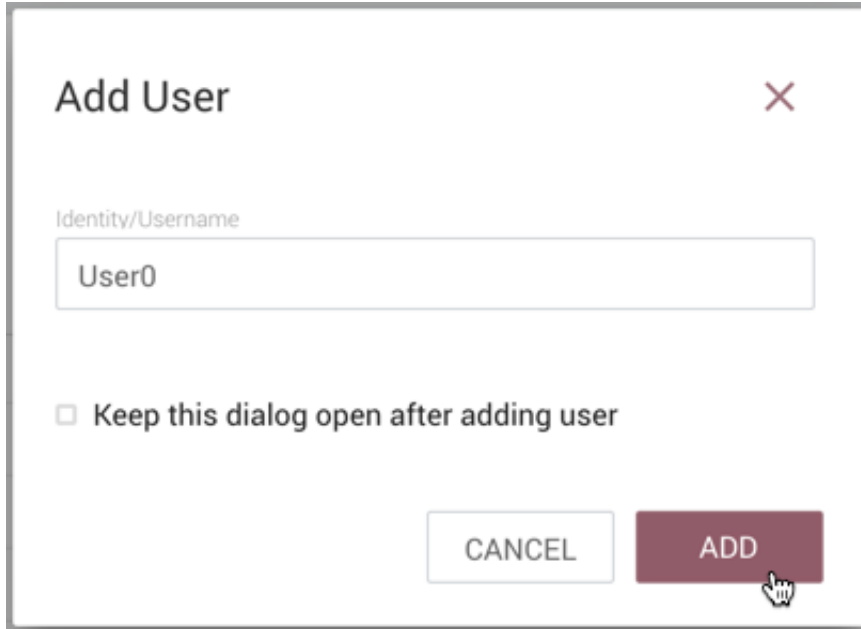 Add User
Identity/Username
User0
Keep this dialog open after adding user
CANCEL
ADD